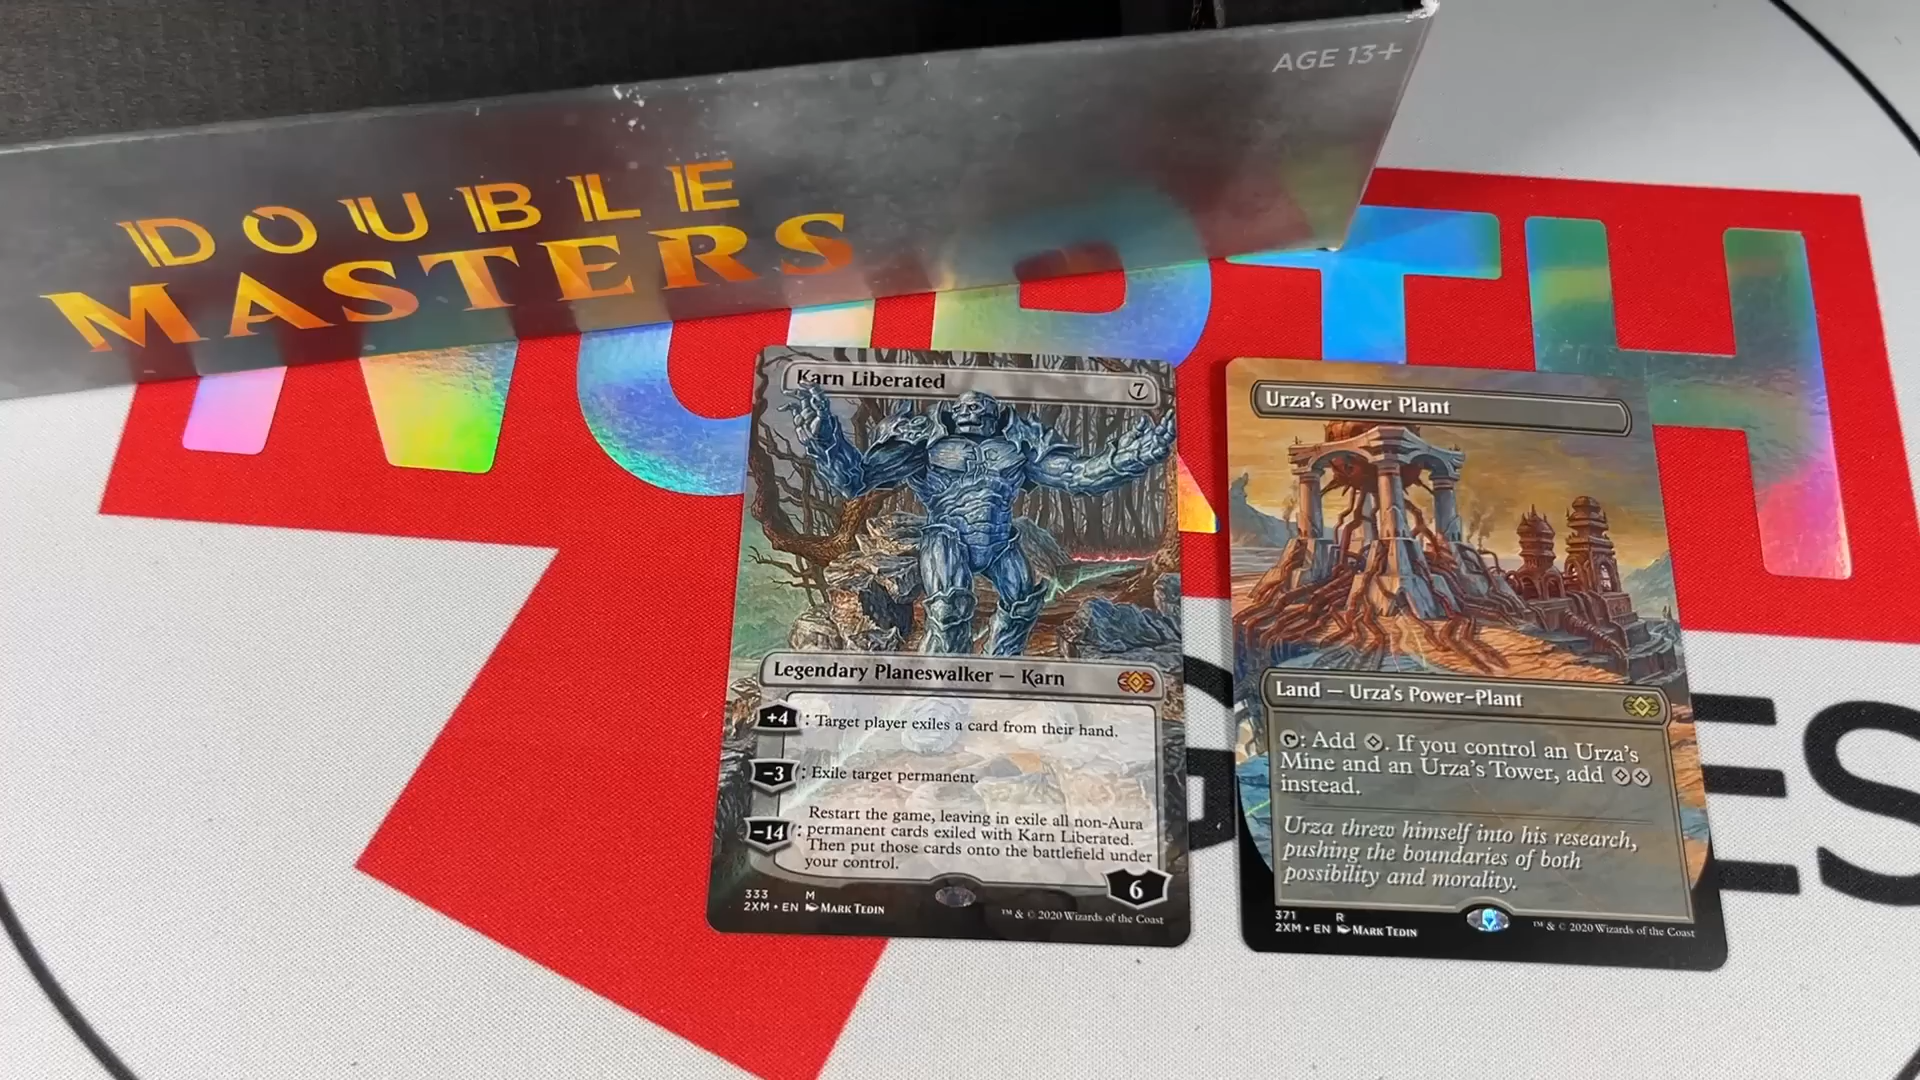 AGE 13+
DOUBLE
MASTERS
Karn Liberated
7
Legendary Planeswalker — Karn
+4 : Target player exiles a card from their hand.
-3 : Exile target permanent.
-14 : Restart the game, leaving in exile all non-Aura
permanent cards exiled with Karn Liberated.
Then put those cards onto the battlefield under
your control.
6
333 M
2XM • EN MARK TEDIN
™ & © 2020 Wizards of the Coast
Urza's Power Plant
Land — Urza's Power-Plant
: Add . If you control an Urza's
Mine and an Urza's Tower, add
instead.
Urza threw himself into his research,
pushing the boundaries of both
possibility and morality.
371 R
2XM • EN MARK TEDIN
™ & © 2020 Wizards of the Coast